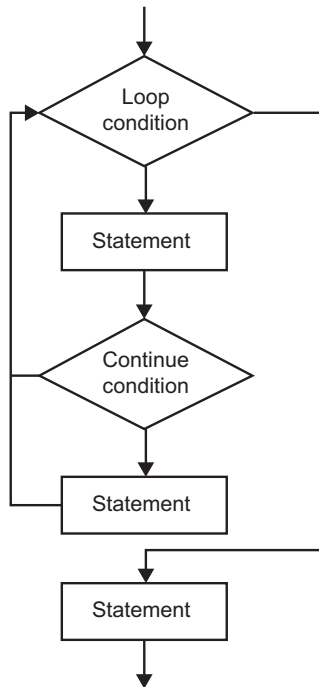 Loop
condition
Statement
Continue
condition
Statement
Statement